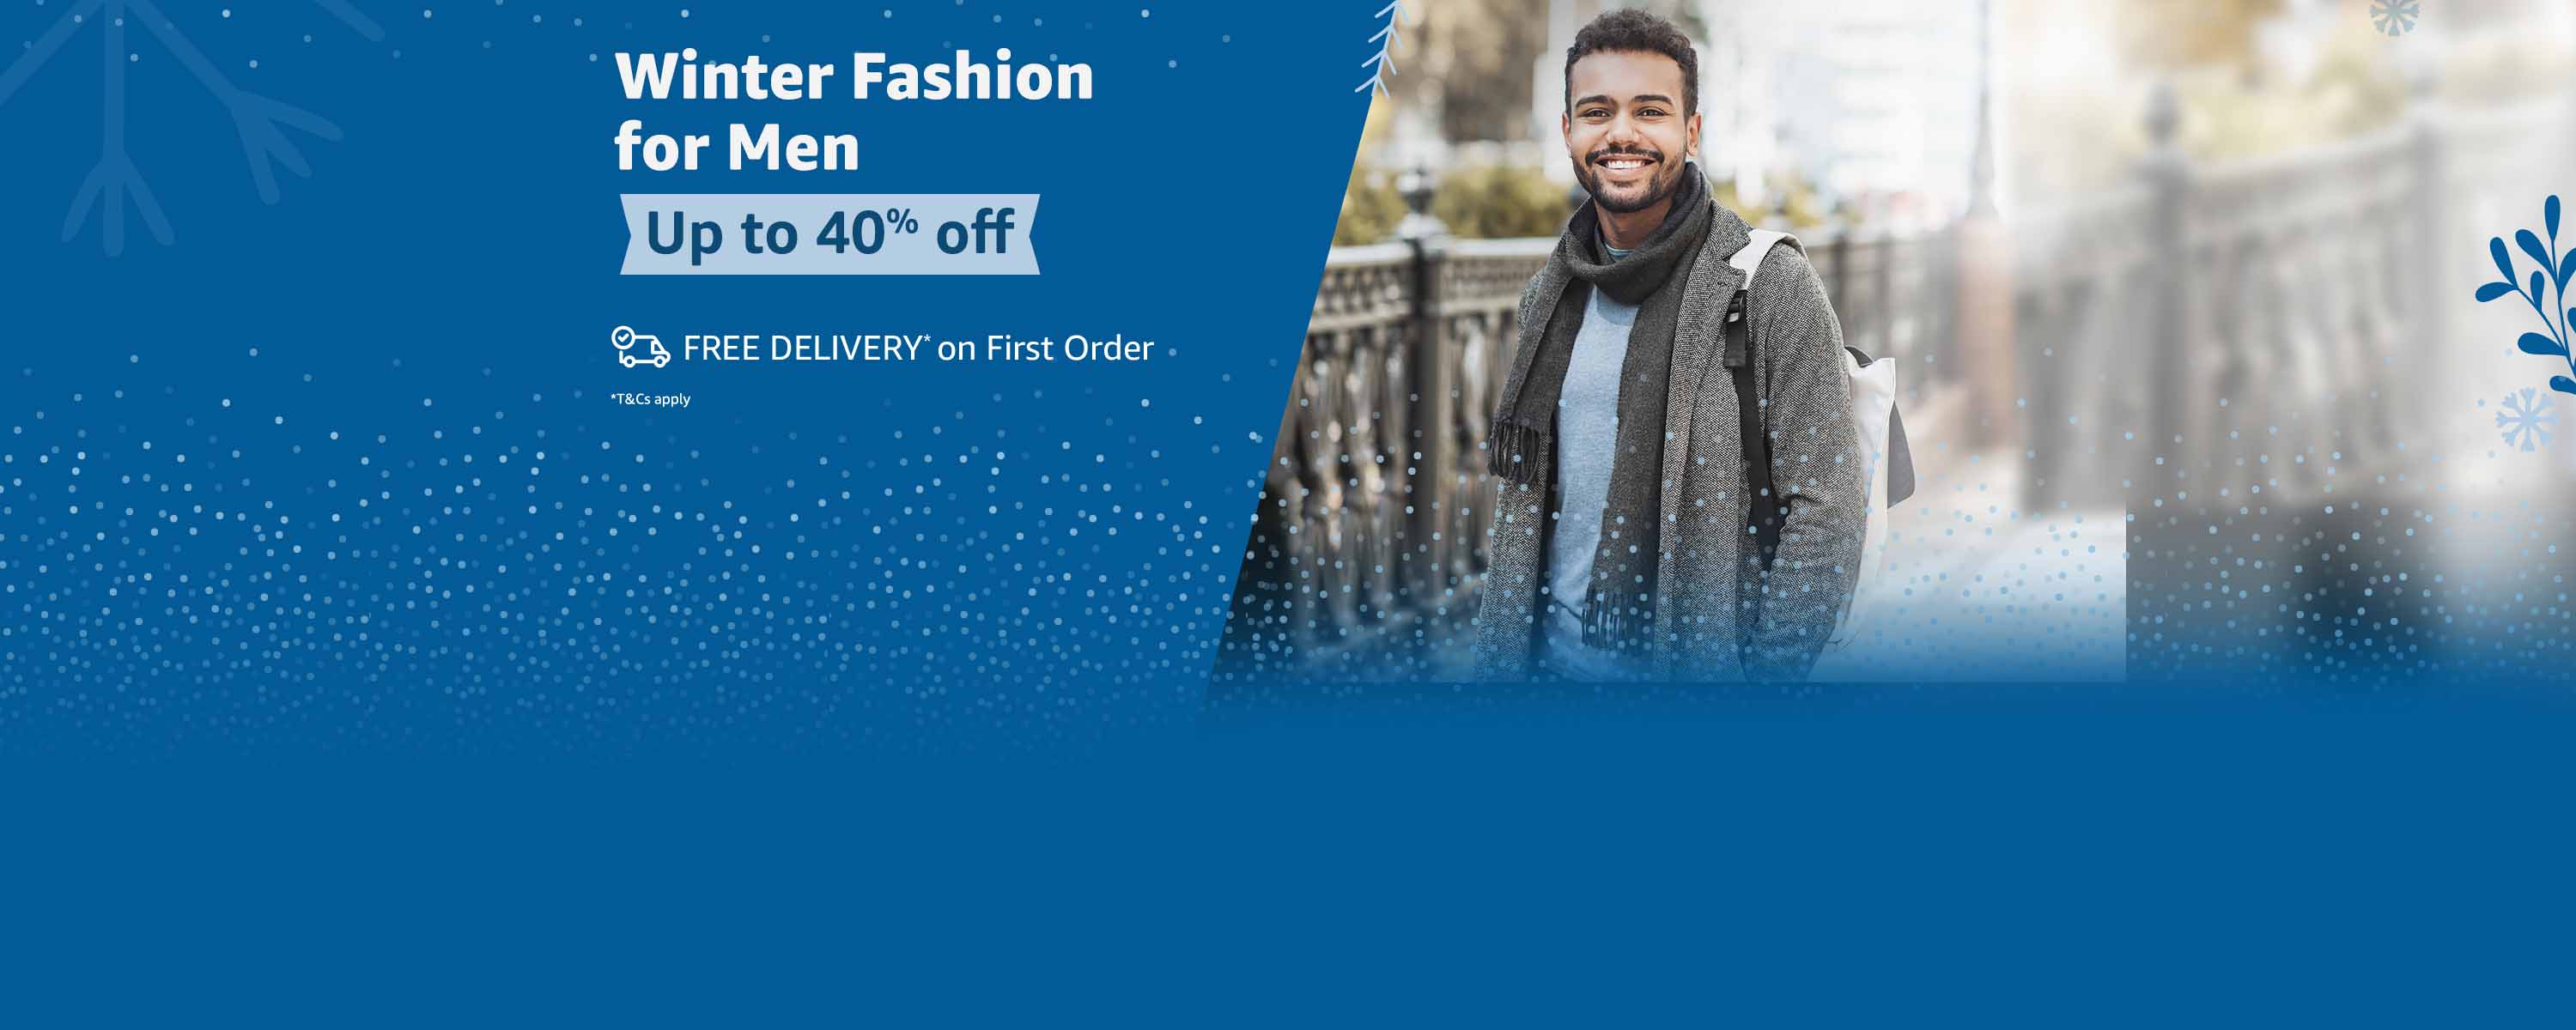 Winter Fashion
for Men
Up to 40% off
FREE DELIVERY* on First Order
*T&Cs apply